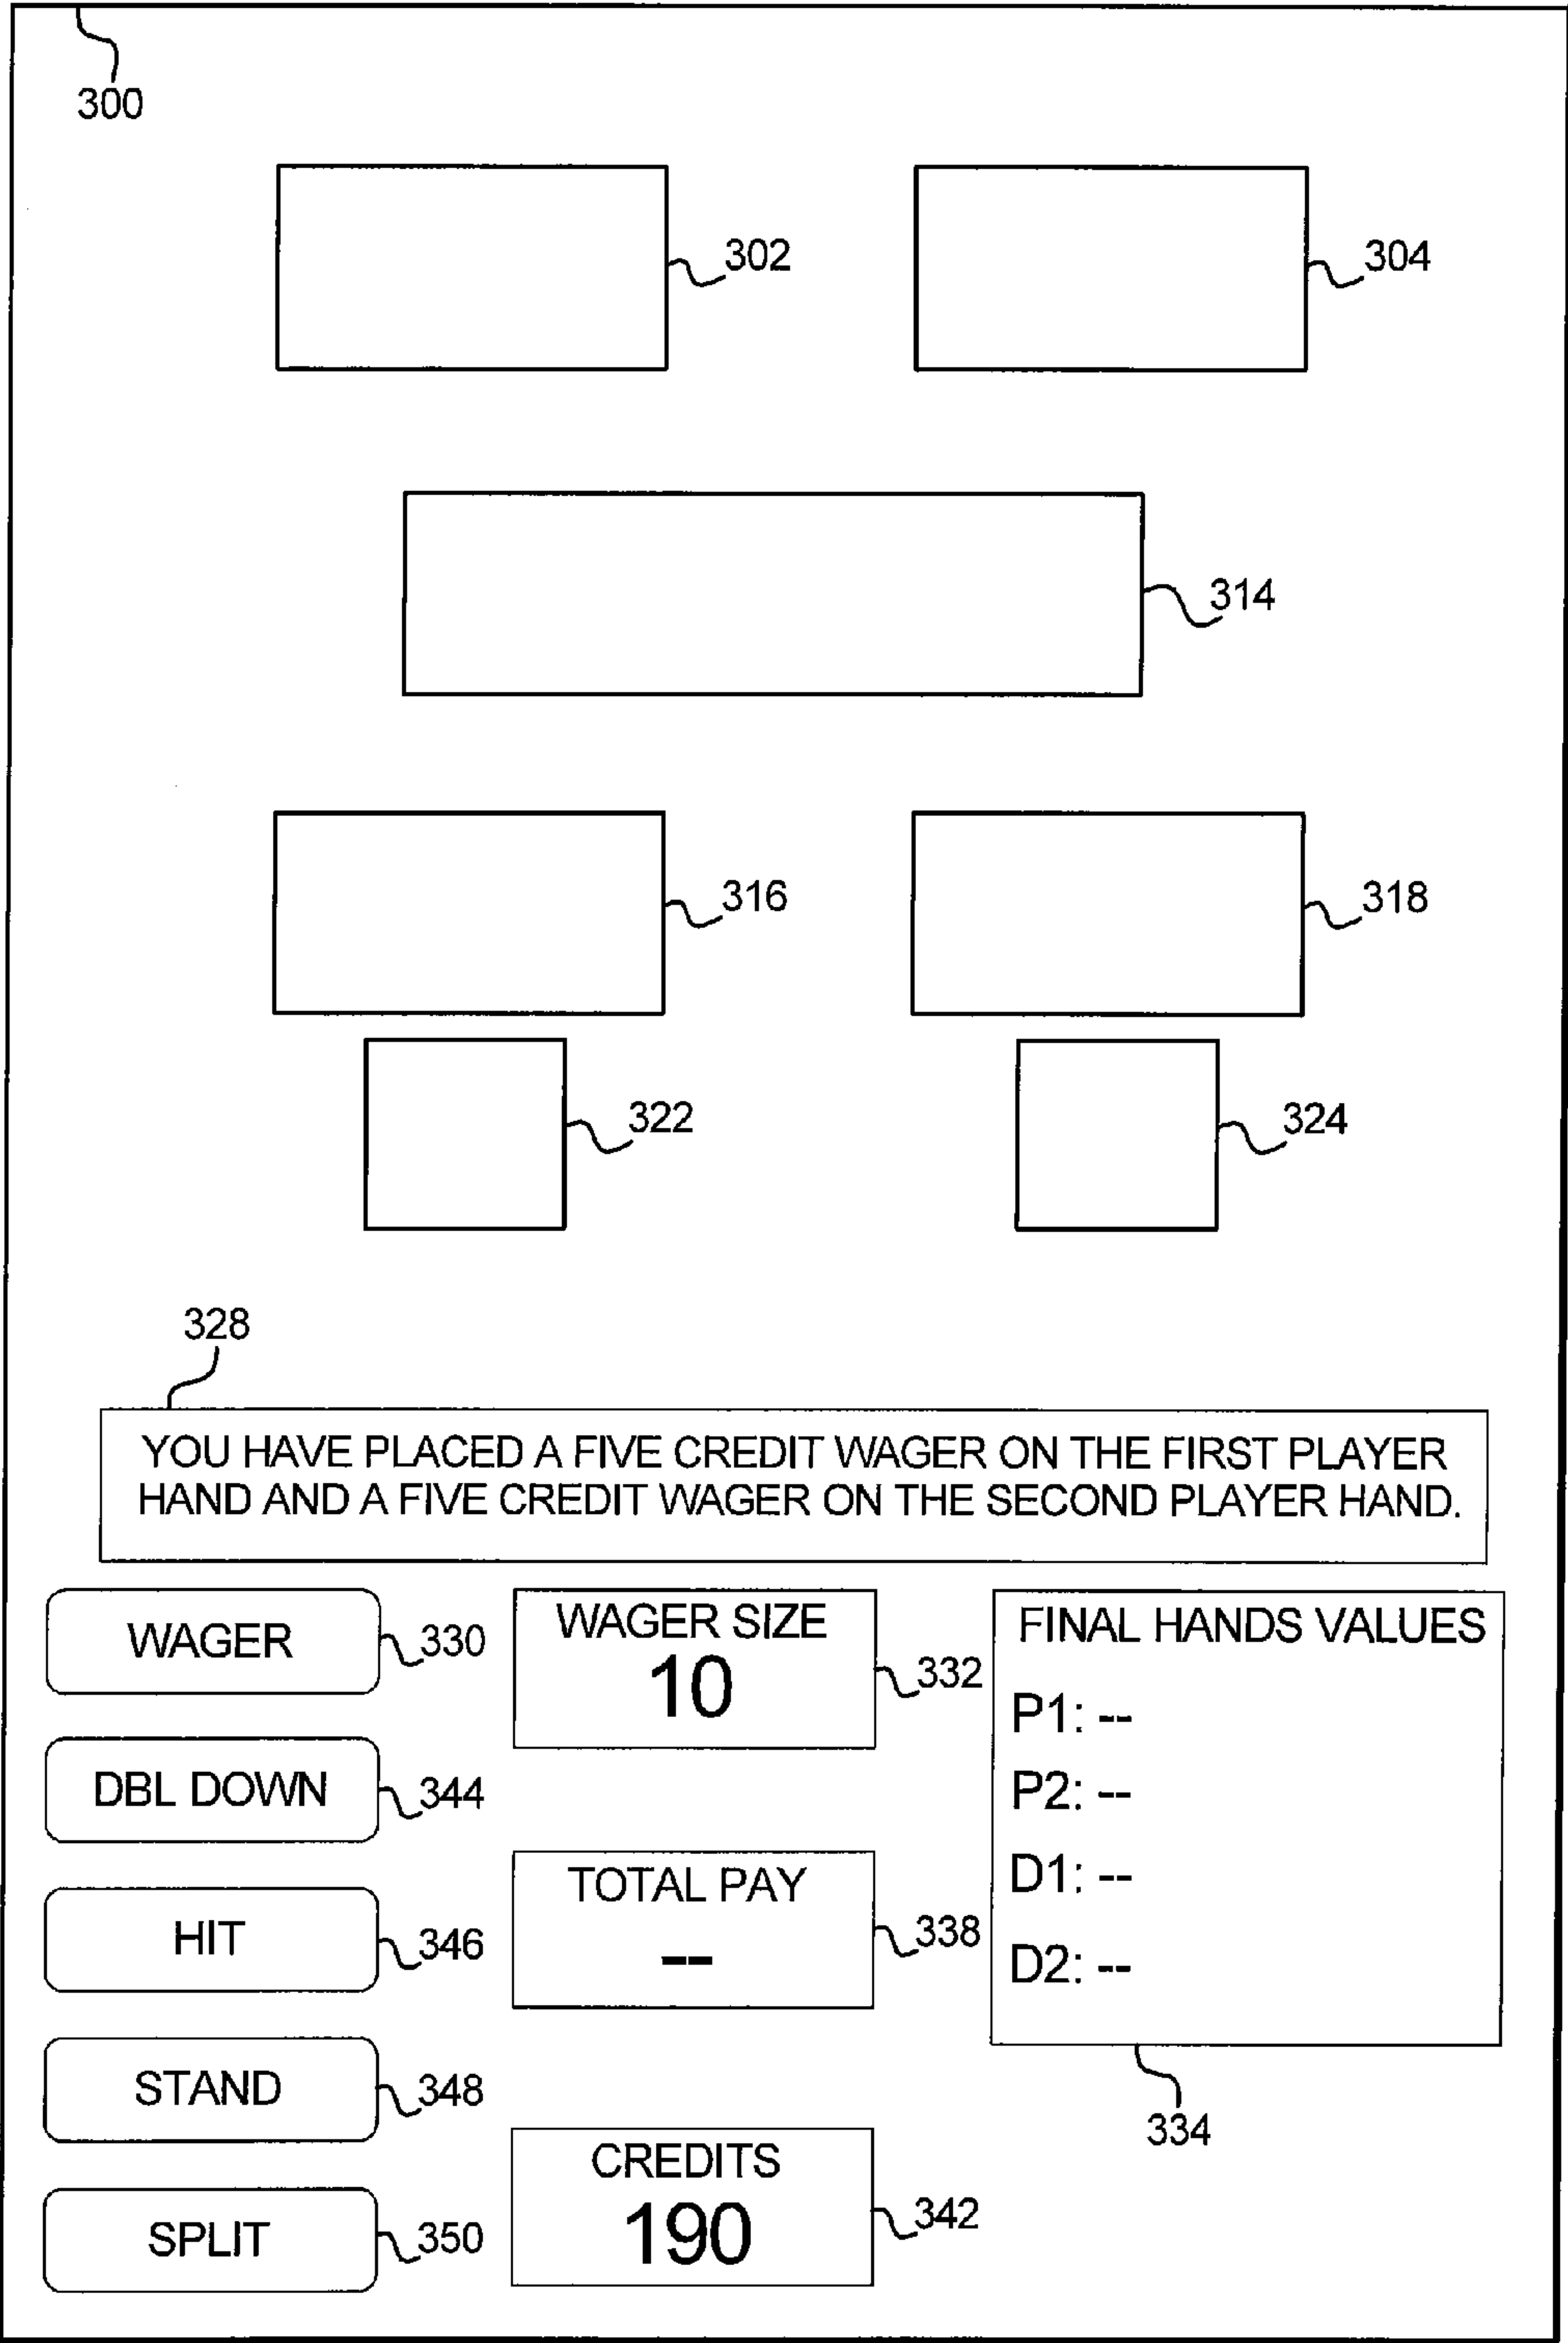 300
302
304
314
316
318
322
324
328
YOU HAVE PLACED A FIVE CREDIT WAGER ON THE FIRST PLAYER
HAND AND A FIVE CREDIT WAGER ON THE SECOND PLAYER HAND.
WAGER
330
DBL DOWN
344
HIT
346
STAND
348
SPLIT
350
WAGER SIZE
10
332
TOTAL PAY
--
338
CREDITS
190
342
FINAL HANDS VALUES
P1: --
P2: --
D1: --
D2: --
334